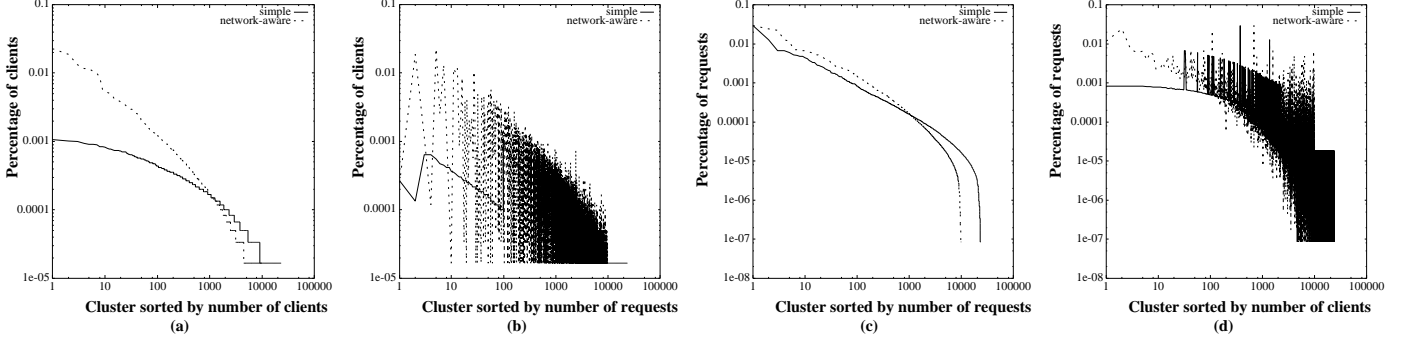 Percentage of clients
0.1
0.01
0.001
0.0001
1e-05
simple
network-aware
1 10 100 1000 10000 100000
Cluster sorted by number of clients
(a)
Percentage of clients
0.1
0.01
0.001
0.0001
1e-05
simple
network-aware
1 10 100 1000 10000 100000
Cluster sorted by number of requests
(b)
Percentage of requests
0.1
0.01
0.001
0.0001
1e-05
1e-06
1e-07
1e-08
simple
network-aware
1 10 100 1000 10000 100000
Cluster sorted by number of requests
(c)
Percentage of requests
0.1
0.01
0.001
0.0001
1e-05
1e-06
1e-07
1e-08
simple
network-aware
1 10 100 1000 10000 100000
Cluster sorted by number of clients
(d)